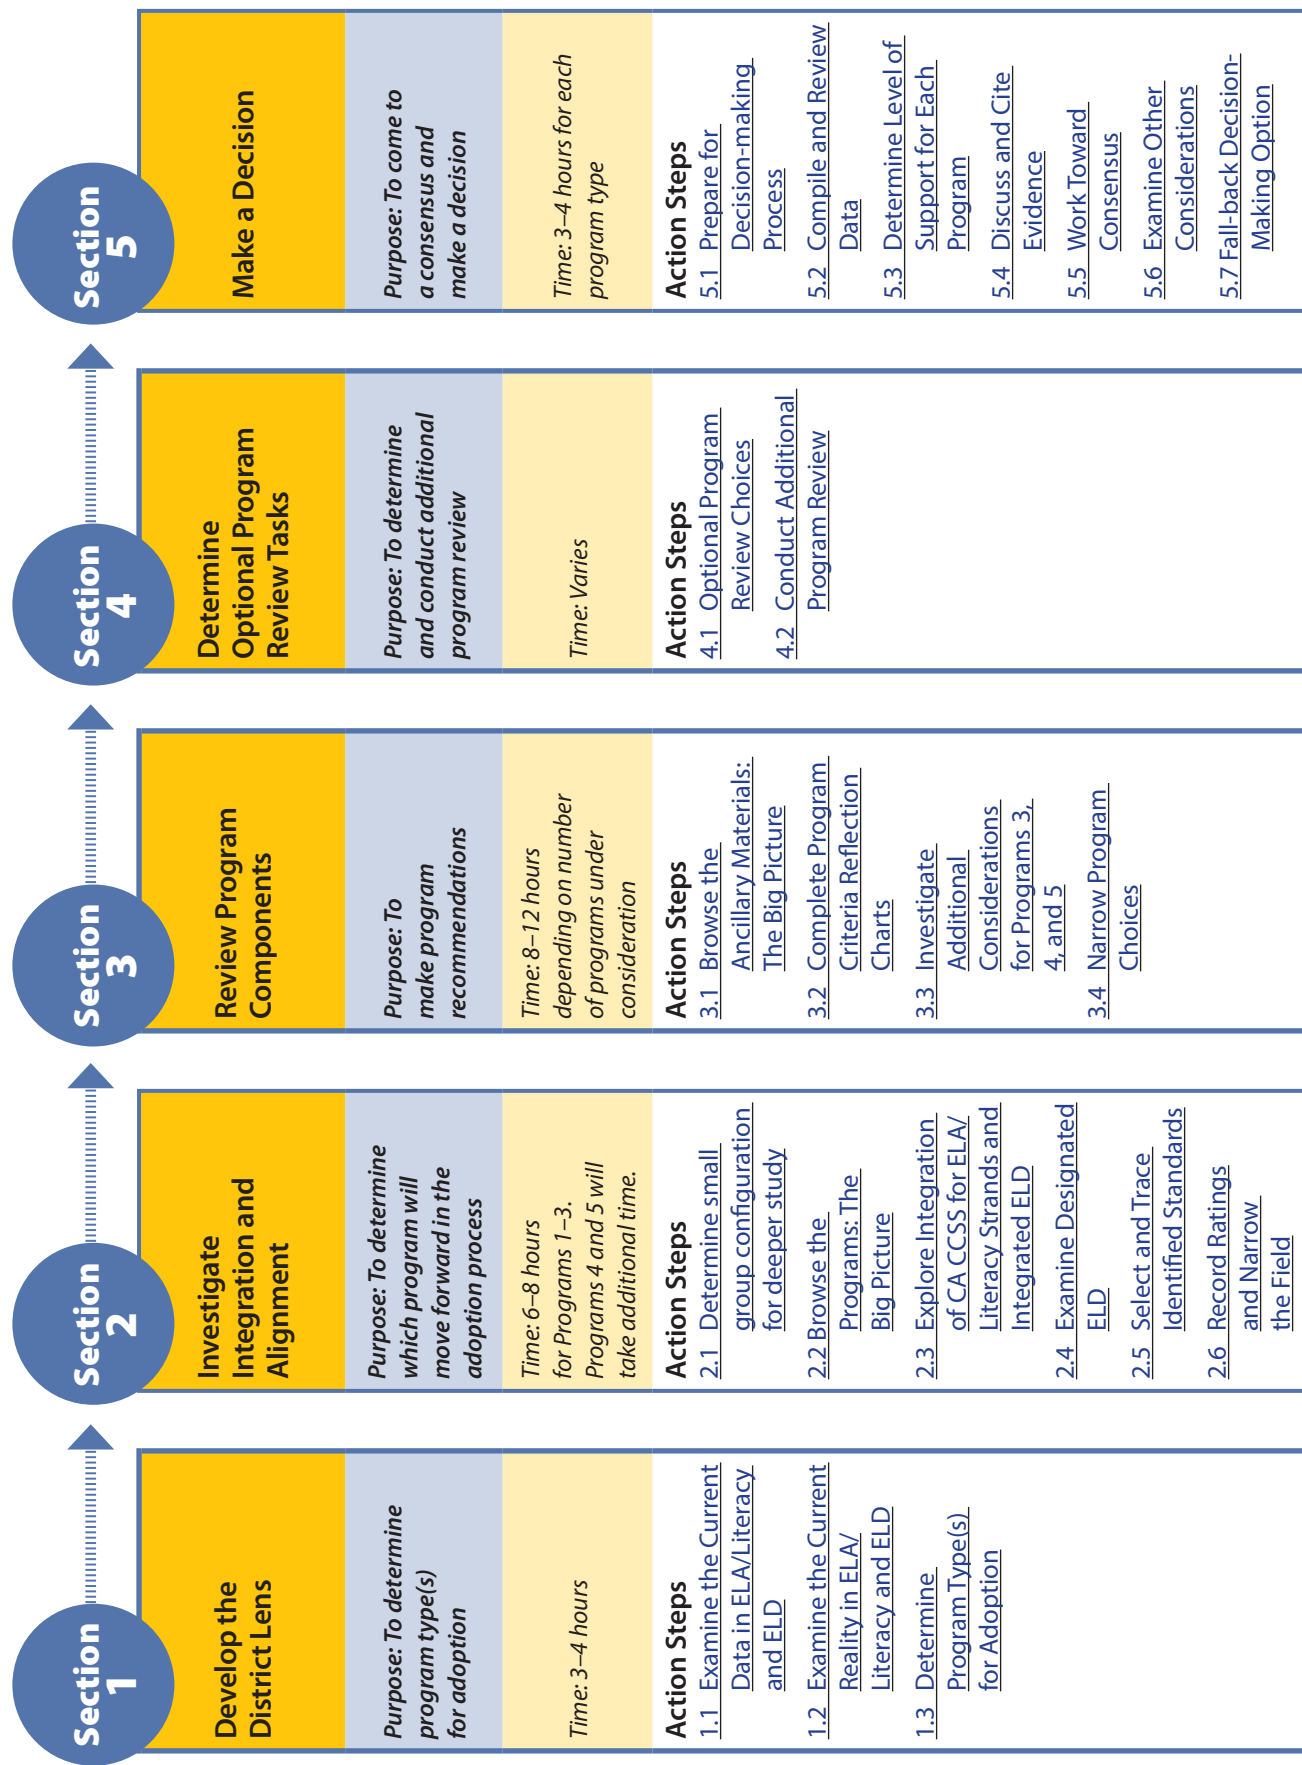 Section
1
Develop the
District Lens
Purpose: To determine
program type(s)
for adoption
Time: 3–4 hours
Action Steps
1.1 Examine the Current
Data in ELA/Literacy
and ELD
1.2 Examine the Current
Reality in ELA/
Literacy and ELD
1.3 Determine
Program Type(s)
for Adoption
Section
2
Investigate
Integration and
Alignment
Purpose: To determine
which program will
move forward in the
adoption process
Time: 6–8 hours
for Programs 1–3.
Programs 4 and 5 will
take additional time.
Action Steps
2.1 Determine small
group configuration
for deeper study
2.2 Browse the
Programs: The
Big Picture
2.3 Explore Integration
of CA CCSS for ELA/
Literacy Strands and
Integrated ELD
2.4 Examine Designated
ELD
2.5 Select and Trace
Identified Standards
2.6 Record Ratings
and Narrow
the Field
Section
3
Review Program
Components
Purpose: To
make program
recommendations
Time: 8–12 hours
depending on number
of programs under
consideration
Action Steps
3.1 Browse the
Ancillary Materials:
The Big Picture
3.2 Complete Program
Criteria Reflection
Charts
3.3 Investigate
Additional
Considerations
for Programs 3,
4, and 5
3.4 Narrow Program
Choices
Section
4
Determine
Optional Program
Review Tasks
Purpose: To determine
and conduct additional
program review
Time: Varies
Action Steps
4.1 Optional Program
Review Choices
4.2 Conduct Additional
Program Review
Section
5
Make a Decision
Purpose: To come to
a consensus and
make a decision
Time: 3–4 hours for each
program type
Action Steps
5.1 Prepare for
Decision-making
Process
5.2 Compile and Review
Data
5.3 Determine Level of
Support for Each
Program
5.4 Discuss and Cite
Evidence
5.5 Work Toward
Consensus
5.6 Examine Other
Considerations
5.7 Fall-back Decision-
Making Option